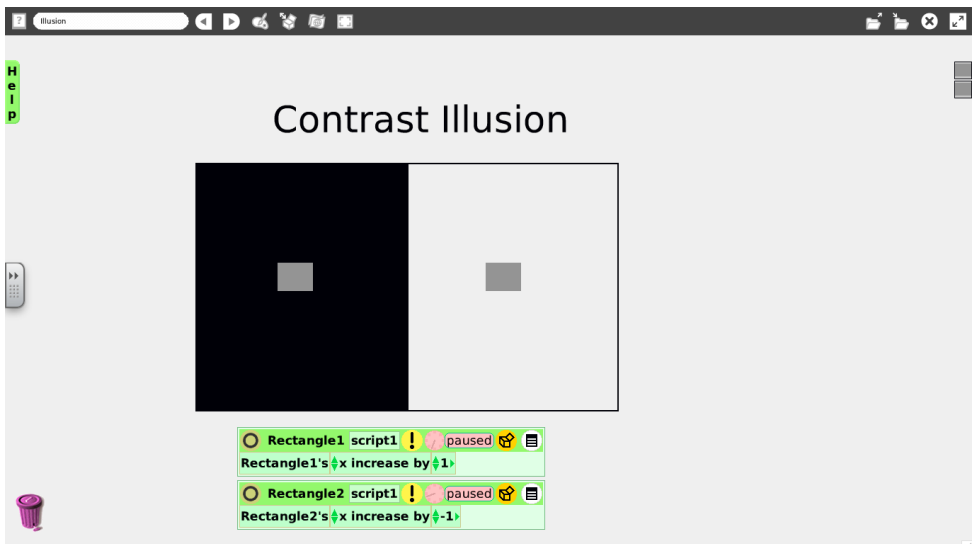 ?
Illusion
Help
Contrast Illusion
Rectangle1 script1 ! paused
Rectangle1's x increase by 1
Rectangle2 script1 ! paused
Rectangle2's x increase by -1